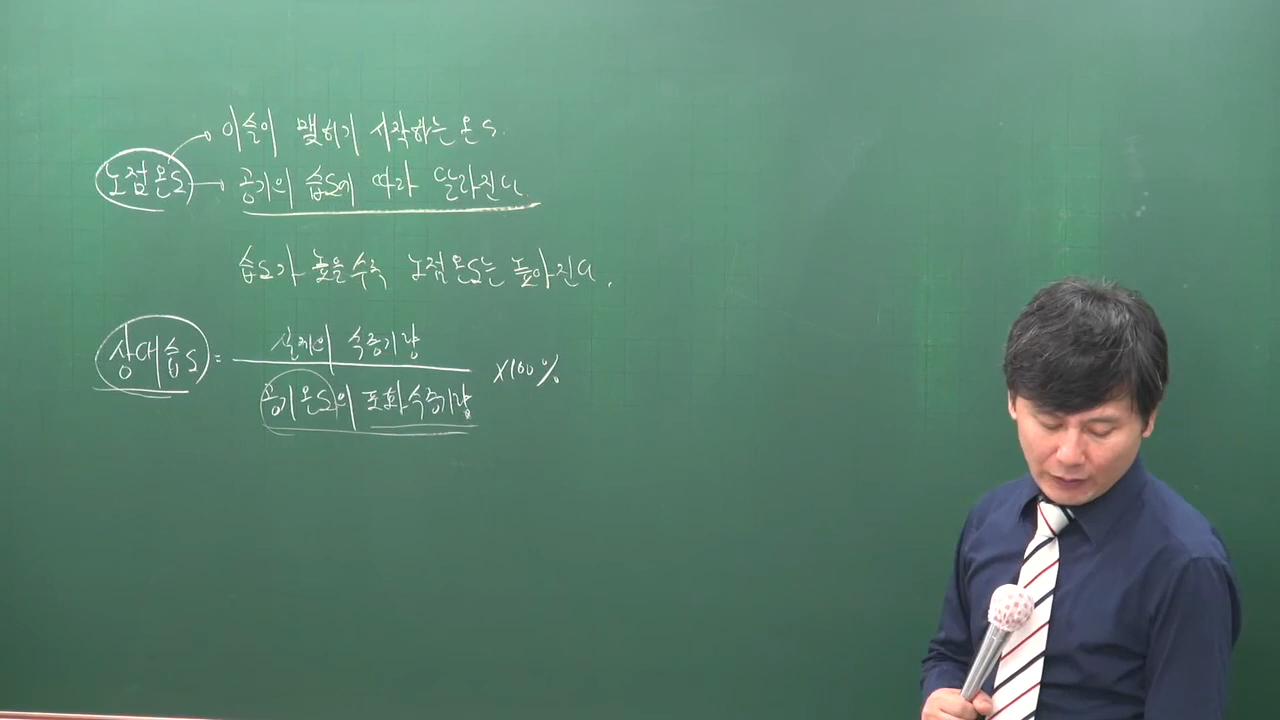 노점온도
이슬이 맺히기 시작하는 온도.
공기의 습도에 따라 달라진다.
습도가 높을수록 노점온도는 높아진다.
상대습도 = 실제의 수증기량 / 공기온도의 포화수증기량 ×100%